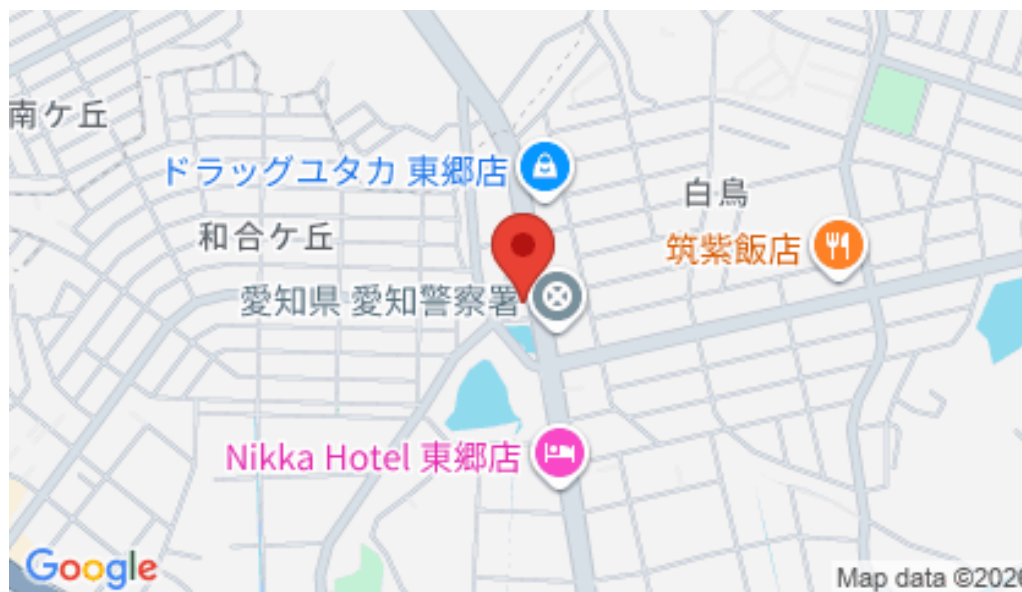 南ケ丘
ドラッグユタカ 東郷店
白鳥
和合ケ丘
筑紫飯店
愛知県 愛知警察署
Nikka Hotel 東郷店
Google
Map data ©2026